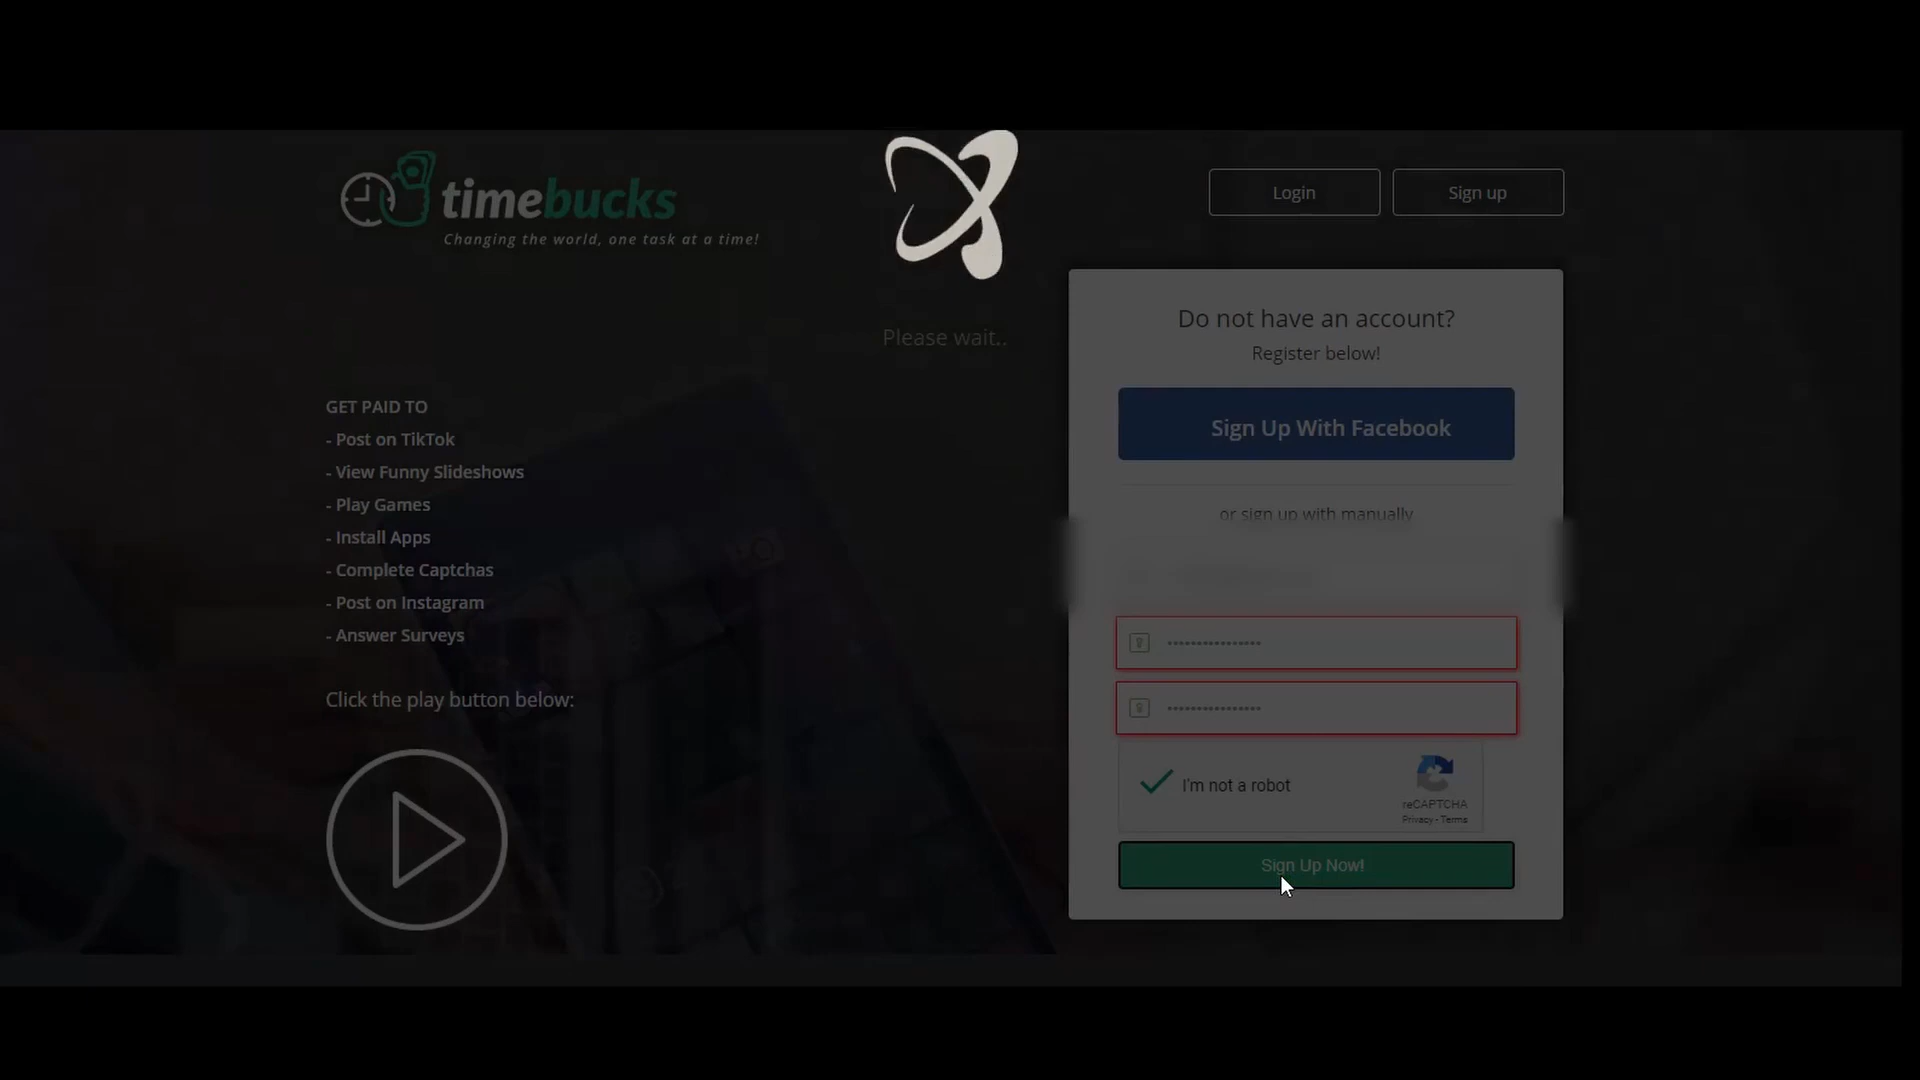 timebucks
Changing the world, one task at a time!
Login
Sign up
Please wait..
GET PAID TO
- Post on TikTok
- View Funny Slideshows
- Play Games
- Install Apps
- Complete Captchas
- Post on Instagram
- Answer Surveys
Click the play button below:
Do not have an account?
Register below!
Sign Up With Facebook
or sign up with manually
I'm not a robot
reCAPTCHA
Privacy - Terms
Sign Up Now!